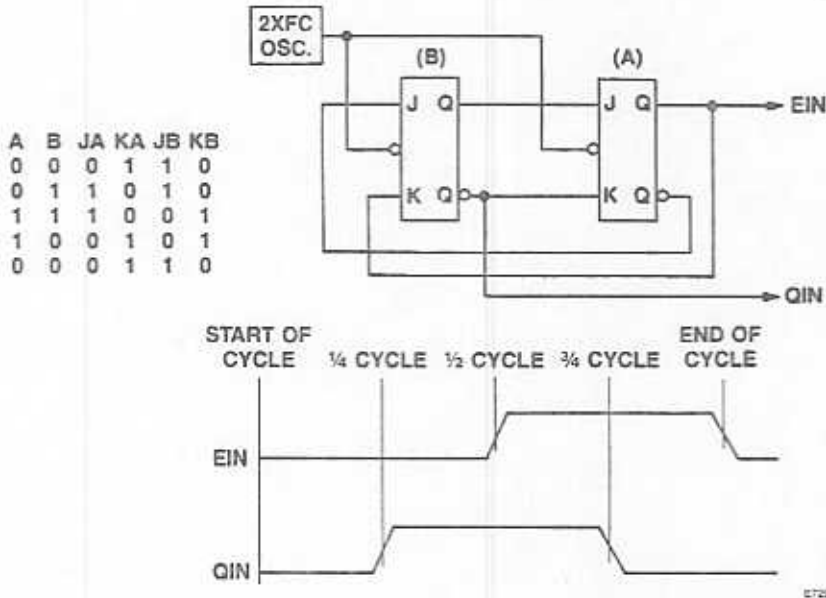 2XFC
OSC.
(B)
(A)
J Q
J Q
EIN
K Q
K Q
QIN
A B JA KA JB KB
0 0 0 1 1 0
0 1 1 0 1 0
1 1 1 0 0 1
1 0 0 1 0 1
0 0 0 1 1 0
START OF
CYCLE
¼ CYCLE
½ CYCLE
¾ CYCLE
END OF
CYCLE
EIN
QIN